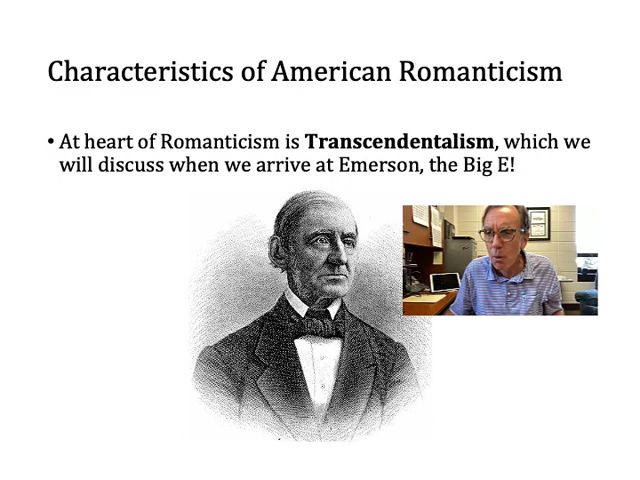 Characteristics of American Romanticism
• At heart of Romanticism is Transcendentalism, which we
will discuss when we arrive at Emerson, the Big E!